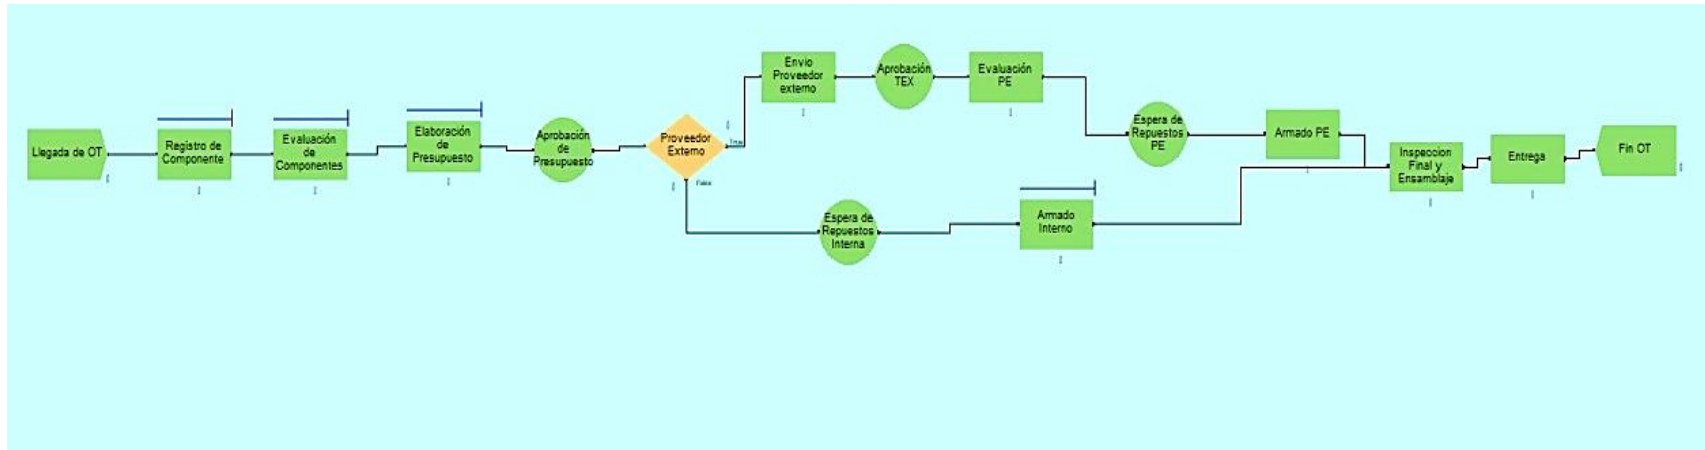 Llegada de OT
Registro de
Componente
Evaluación
de
Componentes
Elaboración
de
Presupuesto
Aprobación
de
Presupuesto
Proveedor
Externo
True
False
Envio
Proveedor
externo
Aprobación
TEX
Evaluación
PE
Espera de
Repuestos
PE
Armado PE
Espera de
Repuestos
Interna
Armado
Interno
Inspeccion
Final y
Ensamblaje
Entrega
Fin OT